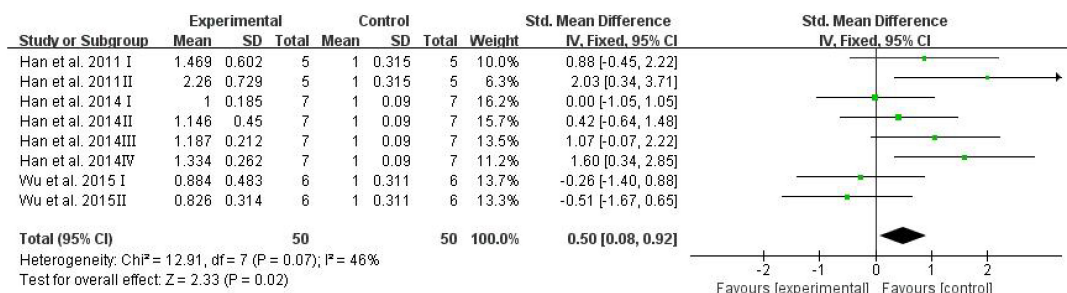 Experimental Control Std. Mean Difference Std. Mean Difference
Study or Subgroup Mean SD Total Mean SD Total Weight IV, Fixed, 95% CI IV, Fixed, 95% CI
Han et al. 2011 I 1.469 0.602 5 1 0.315 5 10.0% 0.88 [-0.45, 2.22]
Han et al. 2011II 2.26 0.729 5 1 0.315 5 6.3% 2.03 [0.34, 3.71]
Han et al. 2014 I 1 0.185 7 1 0.09 7 16.2% 0.00 [-1.05, 1.05]
Han et al. 2014II 1.146 0.45 7 1 0.09 7 15.7% 0.42 [-0.64, 1.48]
Han et al. 2014III 1.187 0.212 7 1 0.09 7 13.5% 1.07 [-0.07, 2.22]
Han et al. 2014IV 1.334 0.262 7 1 0.09 7 11.2% 1.60 [0.34, 2.85]
Wu et al. 2015 I 0.884 0.483 6 1 0.311 6 13.7% -0.26 [-1.40, 0.88]
Wu et al. 2015II 0.826 0.314 6 1 0.311 6 13.3% -0.51 [-1.67, 0.65]
Total (95% CI) 50 50 100.0% 0.50 [0.08, 0.92]
Heterogeneity: Chi² = 12.91, df = 7 (P = 0.07); I² = 46%
Test for overall effect: Z = 2.33 (P = 0.02)
-2 -1 0 1 2
Favours [experimental] Favours [control]